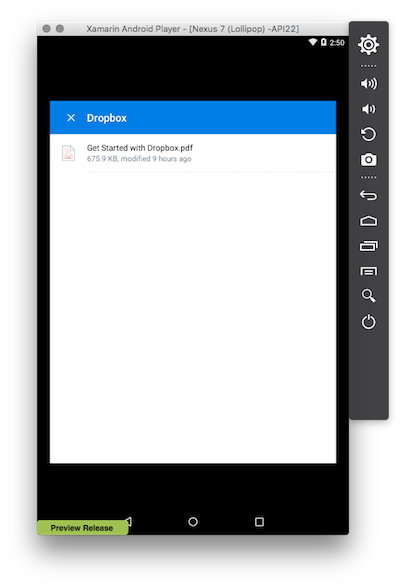 Xamarin Android Player - [Nexus 7 (Lollipop) -API22]
2:50
Dropbox
Get Started with Dropbox.pdf
675.9 KB, modified 9 hours ago
Preview Release